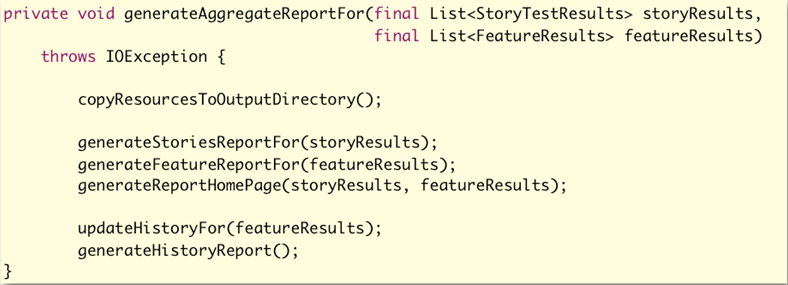 private void generateAggregateReportFor(final List<StoryTestResults> storyResults,
                                        final List<FeatureResults> featureResults)
    throws IOException {

        copyResourcesToOutputDirectory();

        generateStoriesReportFor(storyResults);
        generateFeatureReportFor(featureResults);
        generateReportHomePage(storyResults, featureResults);

        updateHistoryFor(featureResults);
        generateHistoryReport();
}